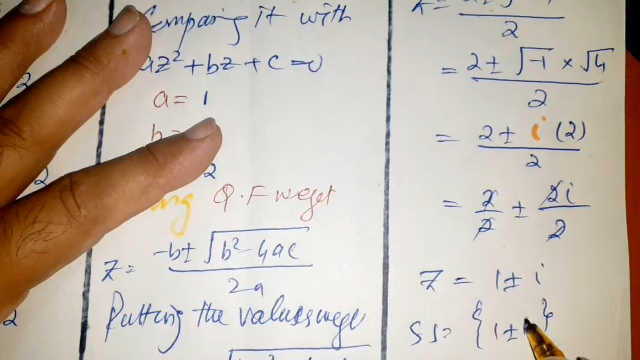 Comparing it with
az² + bz + c = 0
a = 1
b =
2
Q.F we get
z = -b ± √b² - 4ac / 2a
Putting the values we get
2
= 2 ± √-1 × √4 / 2
= 2 ± i (2) / 2
= 2/2 ± 2i/2
z = 1 ± i
S S = { 1 ± }